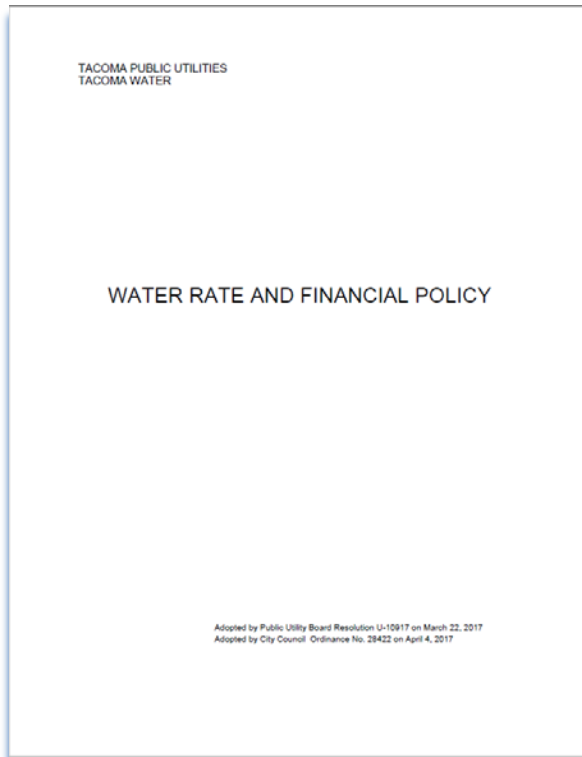 TACOMA PUBLIC UTILITIES
TACOMA WATER
WATER RATE AND FINANCIAL POLICY
Adopted by Public Utility Board Resolution U-10917 on March 22, 2017
Adopted by City Council Ordinance No. 28422 on April 4, 2017